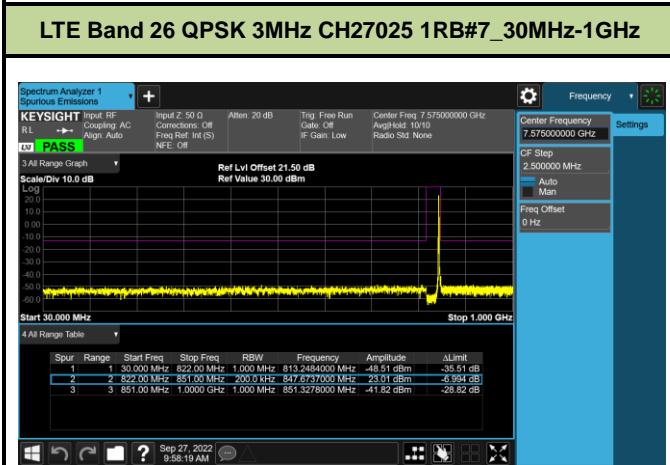 LTE Band 26 QPSK 3MHz CH27025 1RB#7_30MHz-1GHz
Spectrum Analyzer 1
Spurious Emissions
Frequency
KEYSIGHT Input: RF Input Z: 50 Ω Atten: 20 dB Trig: Free Run Center Freq: 7.575000000 GHz
RL Coupling: AC Corrections: Off Gate: Off Avg|Hold: 10/10
Align: Auto Freq Ref: Int (S) IF Gain: Low Radio Std: None
LXI PASS NFE: Off
Center Frequency
7.575000000 GHz
Settings
CF Step
2.500000 MHz
Auto
Man
Freq Offset
0 Hz
3 All Range Graph
Ref Lvl Offset 21.50 dB
Scale/Div 10.0 dB Ref Value 30.00 dBm
Log
20.0
10.0
0.00
-10.0
-20.0
-30.0
-40.0
-50.0
-60.0
Start 30.000 MHz Stop 1.000 GHz
4 All Range Table
Spur Range Start Freq Stop Freq RBW Frequency Amplitude ΔLimit
1 1 30.000 MHz 822.00 MHz 1.000 MHz 813.2484000 MHz -48.51 dBm -35.51 dB
2 2 822.00 MHz 851.00 MHz 200.0 kHz 847.6737000 MHz 23.01 dBm -6.994 dB
3 3 851.00 MHz 1.0000 GHz 1.000 MHz 851.3278000 MHz -41.82 dBm -28.82 dB
? Sep 27, 2022
9:58:19 AM